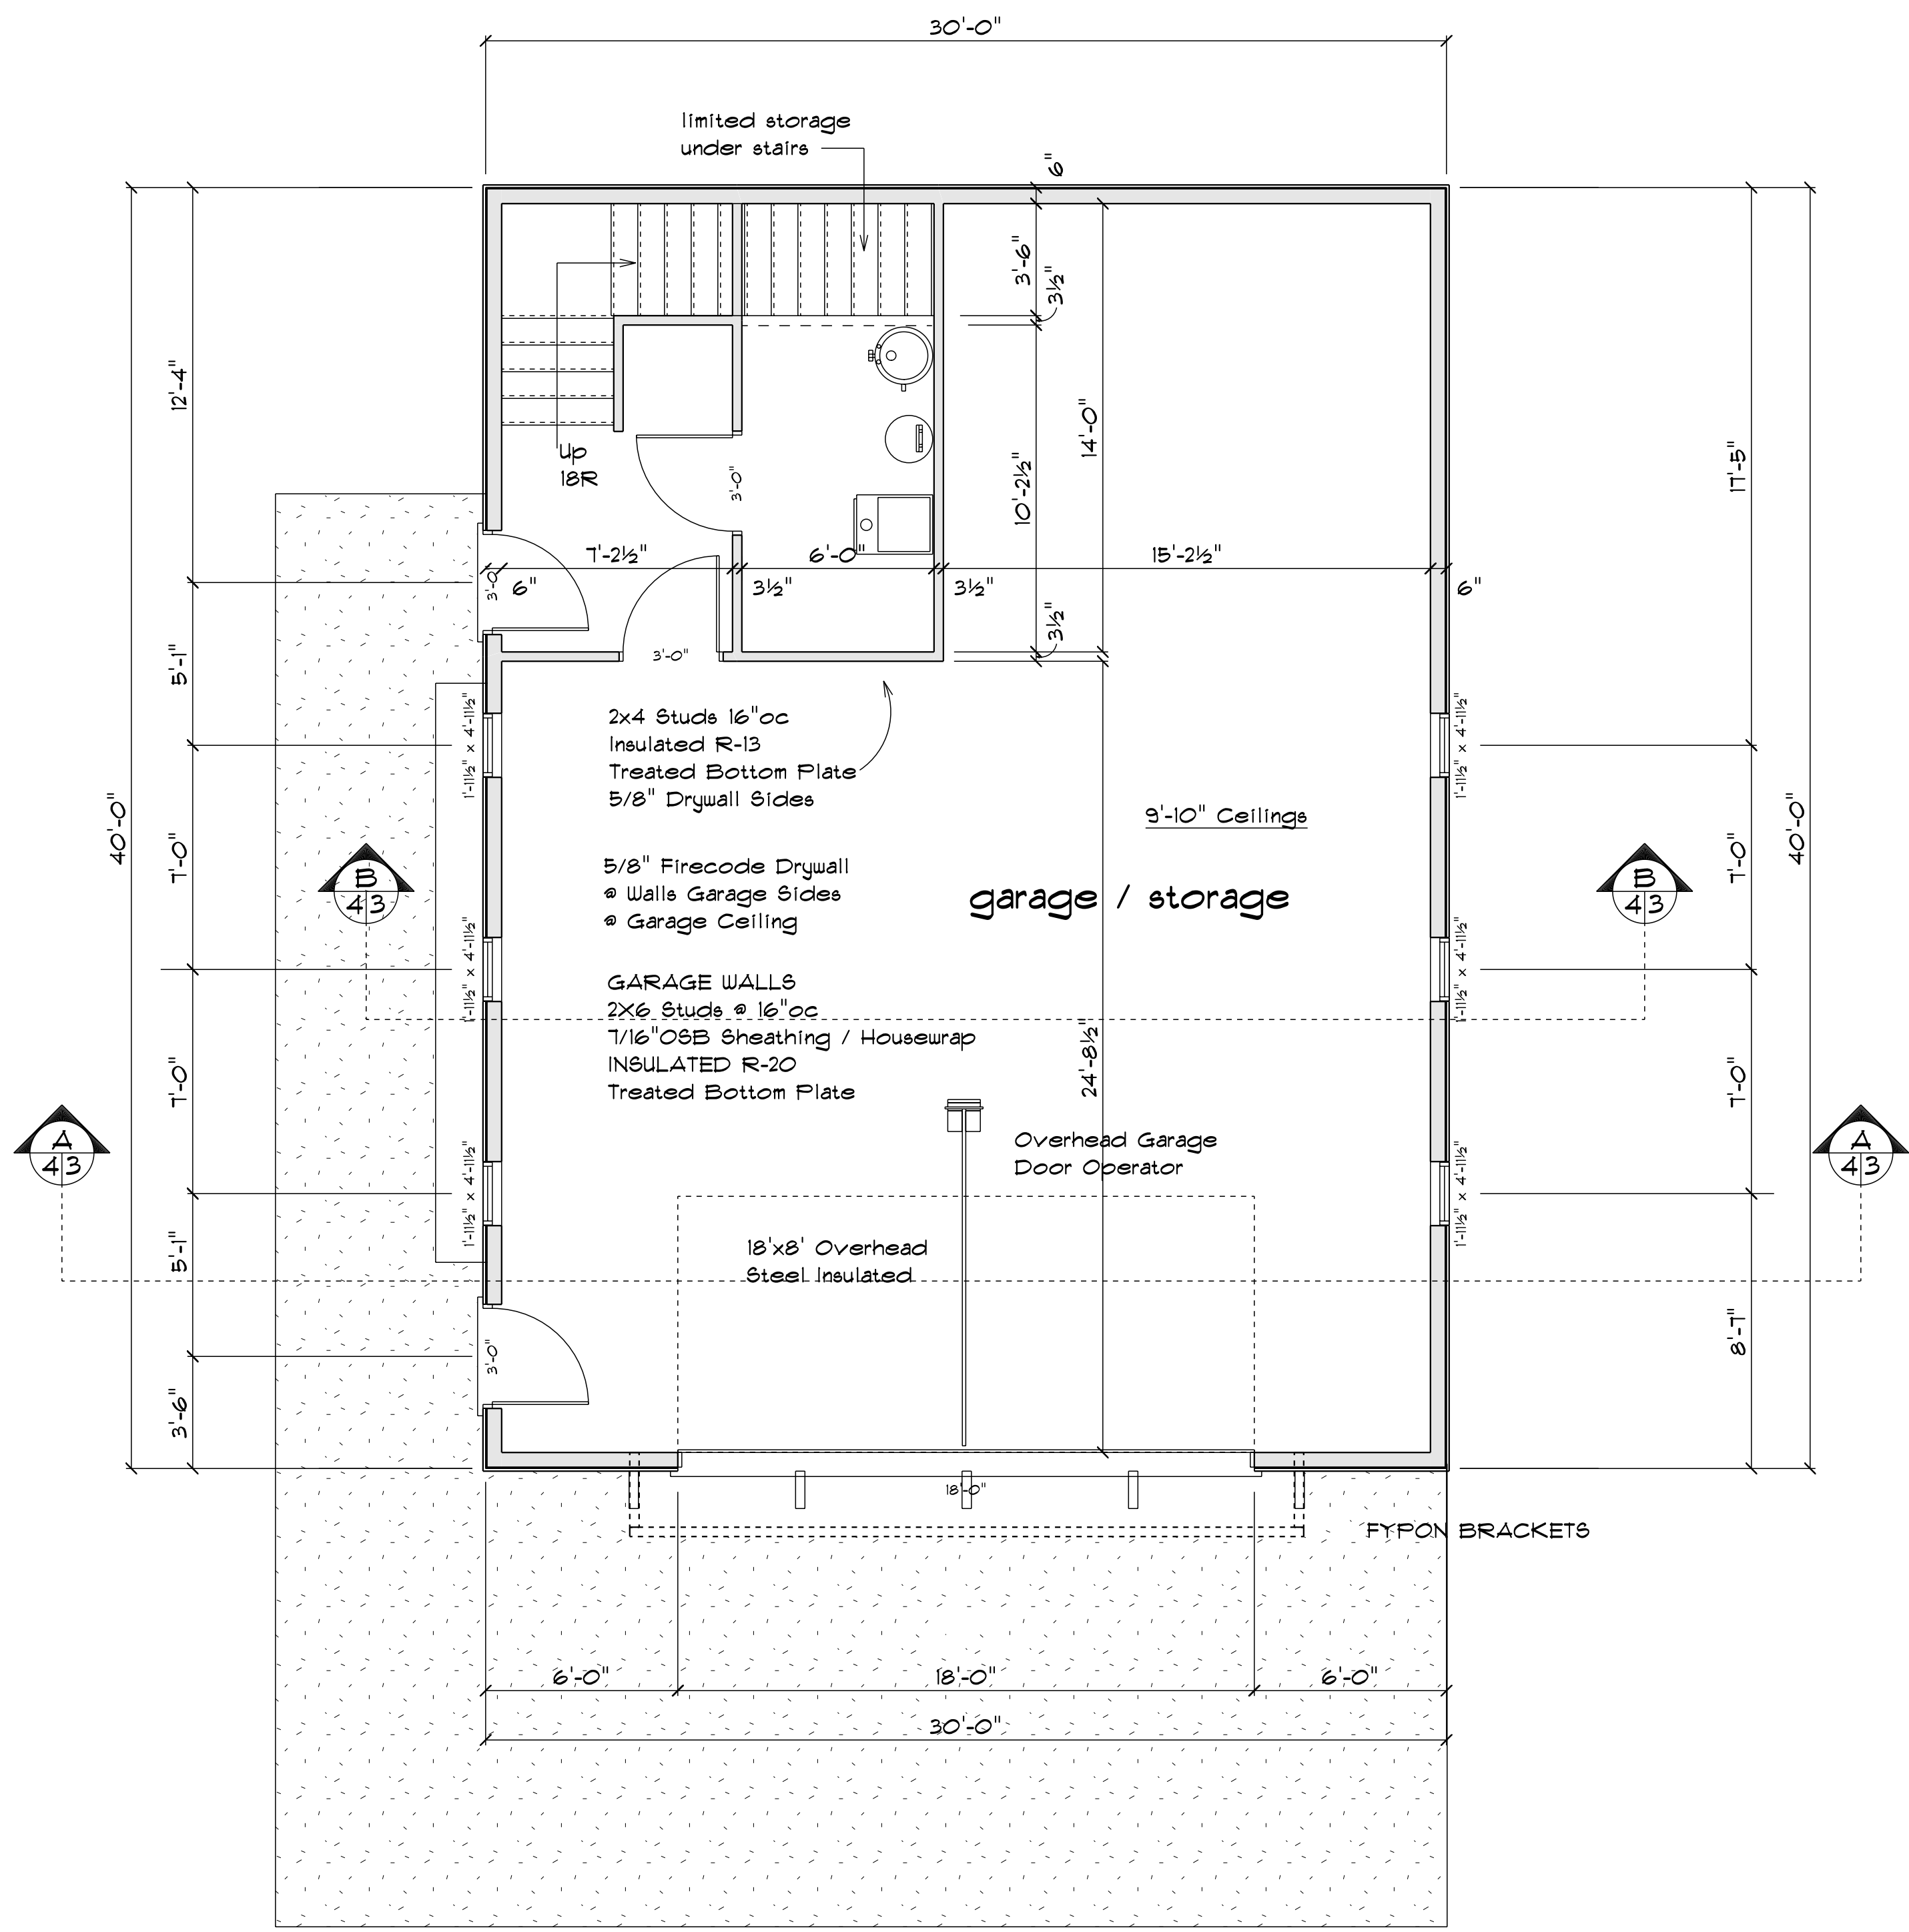 30'-0"
limited storage
under stairs
6"
3'-6"
3½"
12'-4"
14'-0"
17'-5"
Up
18R
3'-0"
10'-2½"
7'-2½"
6'-0"
15'-2½"
3'-0"
6"
3½"
3½"
6"
3½"
3'-0"
5'-1"
2x4 Studs 16"oc
Insulated R-13
Treated Bottom Plate
5/8" Drywall Sides
1'-11½" x 4'-11½"
1'-11½" x 4'-11½"
9'-10" Ceilings
40'-0"
7'-0"
7'-0"
40'-0"
5/8" Firecode Drywall
@ Walls Garage Sides
@ Garage Ceiling
B
4 3
garage / storage
B
4 3
1'-11½" x 4'-11½"
1'-11½" x 4'-11½"
GARAGE WALLS
2X6 Studs @ 16"oc
7/16"OSB Sheathing / Housewrap
INSULATED R-20
Treated Bottom Plate
24'-8½"
7'-0"
7'-0"
A
4 3
Overhead Garage
Door Operator
A
4 3
1'-11½" x 4'-11½"
1'-11½" x 4'-11½"
5'-1"
18'x8' Overhead
Steel Insulated
8'-7"
3'-0"
3'-6"
18'-0"
FYPON BRACKETS
6'-0"
18'-0"
6'-0"
30'-0"